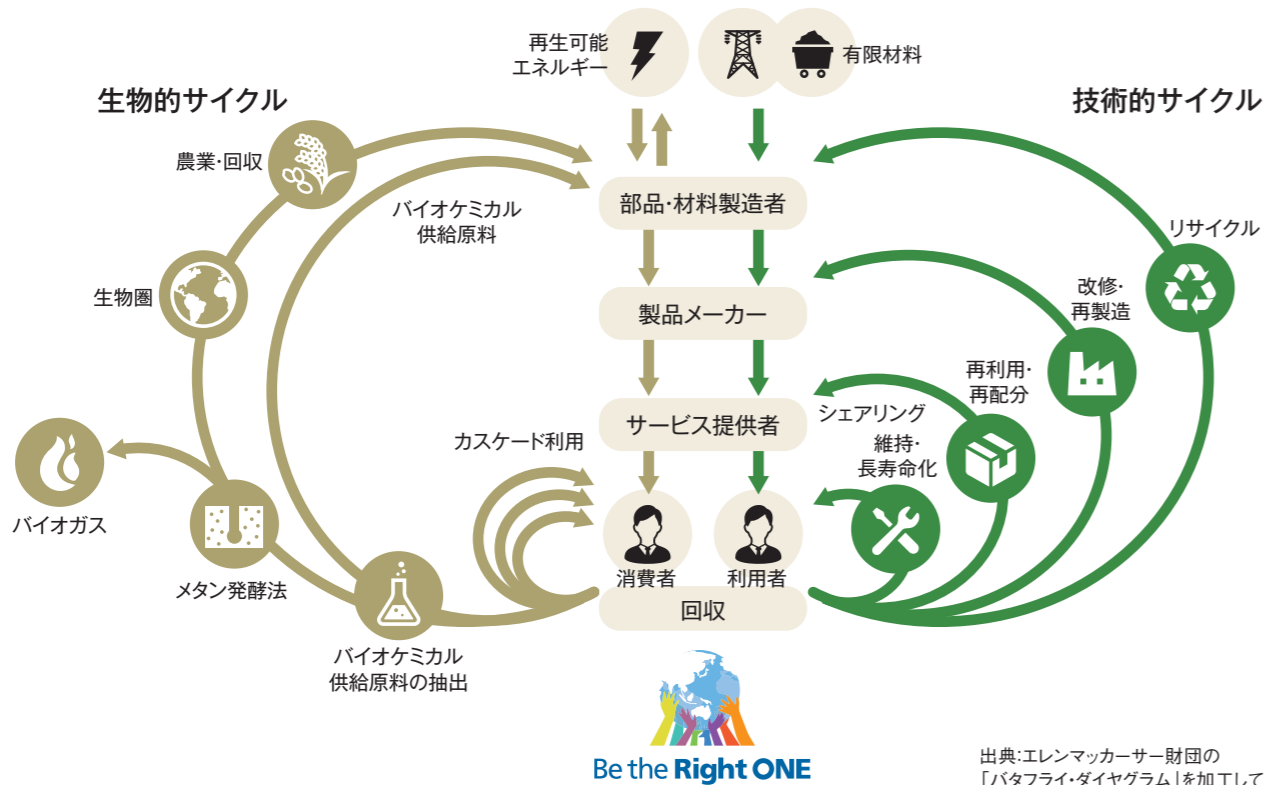 再生可能
エネルギー
有限材料
生物的サイクル
技術的サイクル
農業・回収
バイオケミカル
供給原料
部品・材料製造者
リサイクル
生物圏
製品メーカー
改修・
再製造
再利用・
再配分
サービス提供者
シェアリング
維持・
長寿命化
カスケード利用
バイオガス
メタン発酵法
消費者
利用者
回収
バイオケミカル
供給原料の抽出
Be the Right ONE
出典:エレンマッカーサー財団の
「バタフライ・ダイヤグラム」を加工して